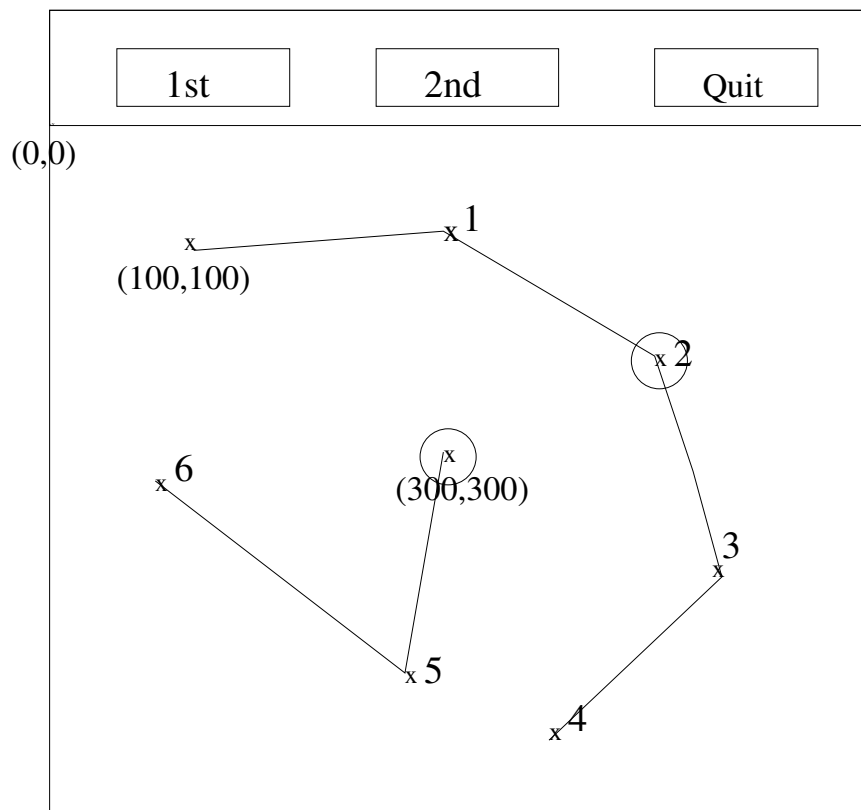 1st 2nd Quit
(0,0)
x 1
x
(100,100)
x 2
x
(300,300)
x 6
3
x
x 5
x 4